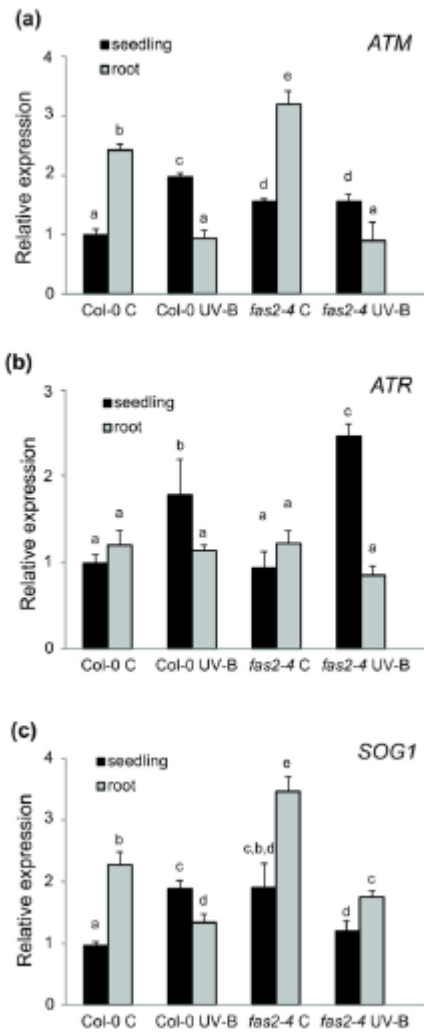 (a)
ATM
seedling
root
Relative expression
4
3
2
1
0
a
b
c
a
d
e
d
a
Col-0 C
Col-0 UV-B
fas2-4 C
fas2-4 UV-B
(b)
ATR
seedling
root
Relative expression
3
2
1
0
a
a
b
a
a
a
c
a
Col-0 C
Col-0 UV-B
fas2-4 C
fas2-4 UV-B
(c)
SOG1
seedling
root
Relative expression
4
3
2
1
0
a
b
c
d
c,b,d
e
d
c
Col-0 C
Col-0 UV-B
fas2-4 C
fas2-4 UV-B